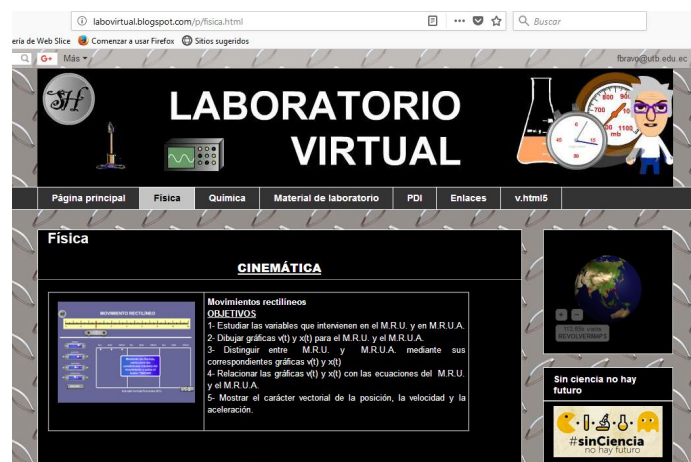 labovirtual.blogspot.com/p/fisica.html
Buscar
ería de Web Slice Comenzar a usar Firefox Sitios sugeridos
G+ Más
fbravo@utb.edu.ec
SH
LABORATORIO
VIRTUAL
Página principal Física Química Material de laboratorio PDI Enlaces v.html5
Física
CINEMÁTICA
MOVIMIENTO RECTILÍNEO
Movimientos rectilíneos
OBJETIVOS
1- Estudiar las variables que intervienen en el M.R.U. y en M.R.U.A.
2- Dibujar gráficas v(t) y x(t) para el M.R.U. y el M.R.U.A.
3- Distinguir entre M.R.U. y M.R.U.A. mediante sus
correspondientes gráficas v(t) y x(t)
4- Relacionar las gráficas v(t) y x(t) con las ecuaciones del M.R.U.
y el M.R.U.A.
5- Mostrar el carácter vectorial de la posición, la velocidad y la
aceleración.
REVOLVERMAPS
Sin ciencia no hay
futuro
#sinCiencia
no hay futuro